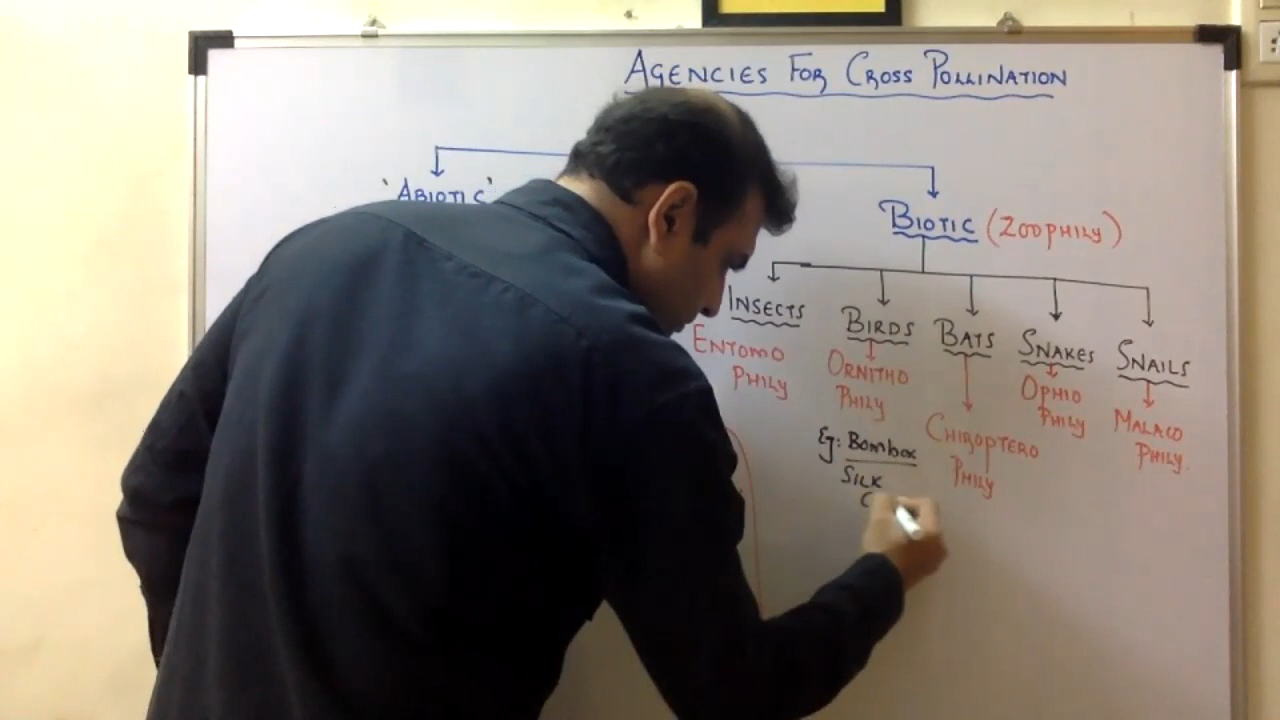 AGENCIES FOR CROSS POLLINATION
'ABIOTIC'
BIOTIC (ZOOPHILY)
INSECTS
ENTOMO
PHILY
BIRDS
ORNITHO
PHILY
Eg: Bombax
SILK
C
BATS
CHIROPTERO
PHILY
SNAKES
OPHIO
PHILY
SNAILS
MALACO
PHILY.